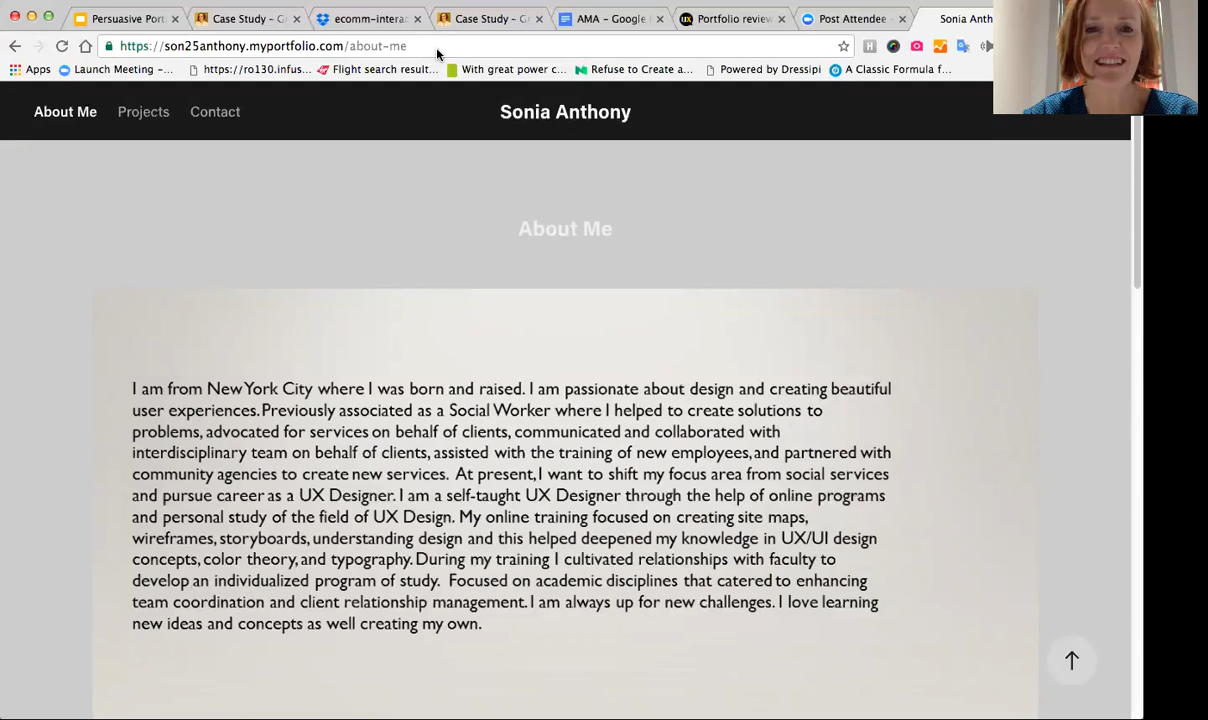 Persuasive Port
Case Study - G
ecomm-intera
Case Study - G
AMA – Google
Portfolio review
Post Attendee -
Sonia Anth
https://son25anthony.myportfolio.com/about-me
Apps
Launch Meeting -...
https://ro130.infus...
Flight search result...
With great power c...
Refuse to Create a...
Powered by Dressipi
A Classic Formula f...
About Me
Projects
Contact
Sonia Anthony
About Me
I am from New York City where I was born and raised. I am passionate about design and creating beautiful
user experiences. Previously associated as a Social Worker where I helped to create solutions to
problems, advocated for services on behalf of clients, communicated and collaborated with
interdisciplinary team on behalf of clients, assisted with the training of new employees, and partnered with
community agencies to create new services. At present, I want to shift my focus area from social services
and pursue career as a UX Designer. I am a self-taught UX Designer through the help of online programs
and personal study of the field of UX Design. My online training focused on creating site maps,
wireframes, storyboards, understanding design and this helped deepened my knowledge in UX/UI design
concepts, color theory, and typography. During my training I cultivated relationships with faculty to
develop an individualized program of study. Focused on academic disciplines that catered to enhancing
team coordination and client relationship management. I am always up for new challenges. I love learning
new ideas and concepts as well creating my own.